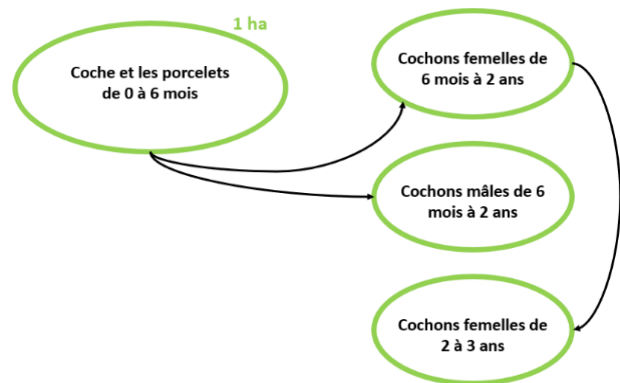 1 ha
Coche et les porcelets
de 0 à 6 mois
Cochons femelles de
6 mois à 2 ans
Cochons mâles de 6
mois à 2 ans
Cochons femelles de
2 à 3 ans